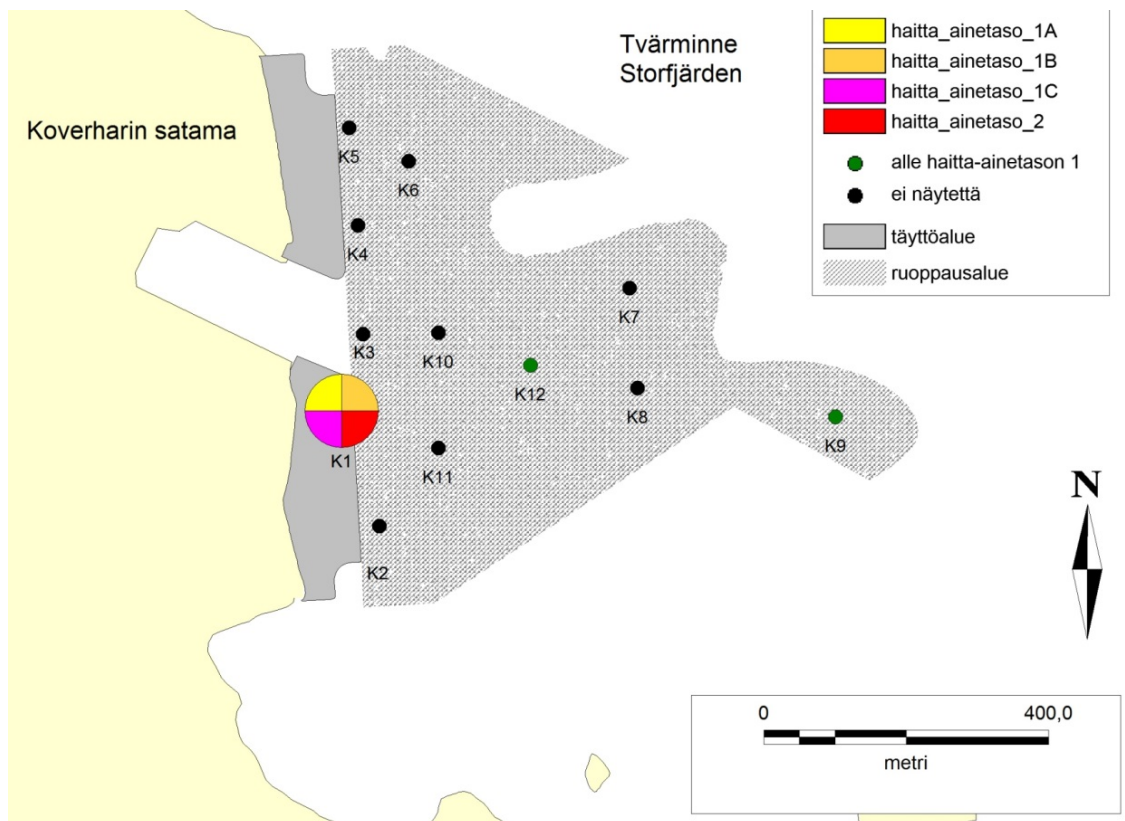 Tvärminne
Storfjärden
Koverharin satama
haitta_ainetaso_1A
haitta_ainetaso_1B
haitta_ainetaso_1C
haitta_ainetaso_2
alle haitta-ainetason 1
ei näytettä
täyttöalue
ruoppausalue
K5
K6
K4
K7
K3
K10
K12
K8
K9
K1
K11
K2
N
0 400,0
metri